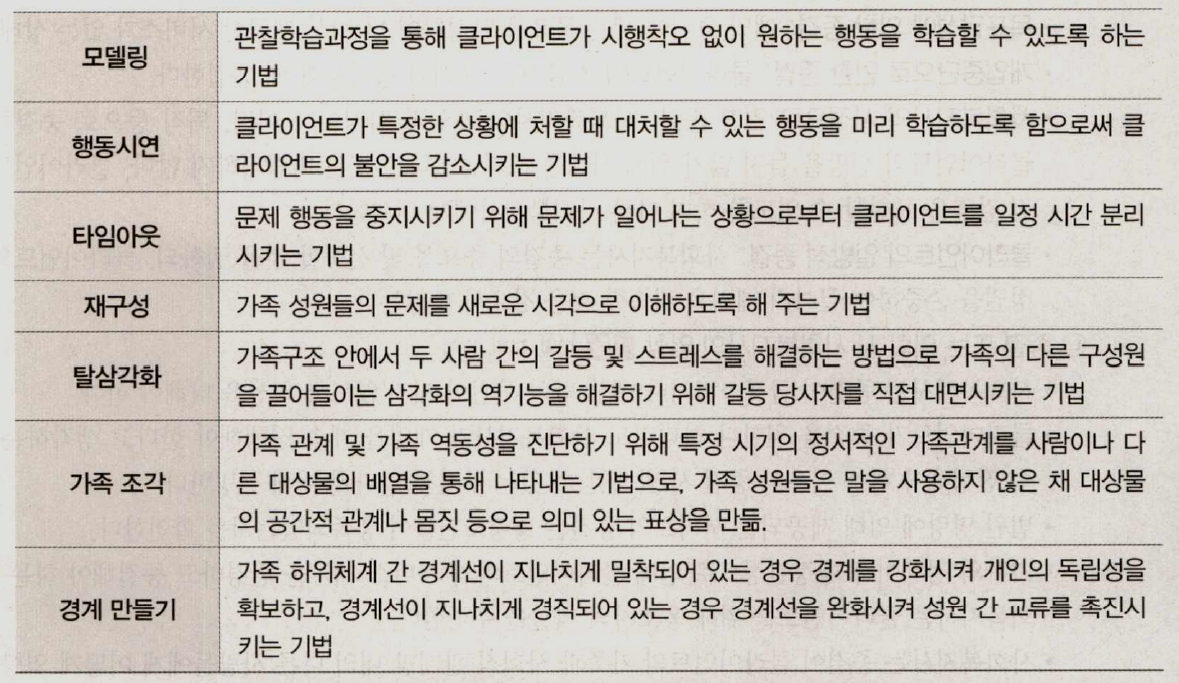 모델링
관찰학습과정을 통해 클라이언트가 시행착오 없이 원하는 행동을 학습할 수 있도록 하는
기법
행동시연
클라이언트가 특정한 상황에 처할 때 대처할 수 있는 행동을 미리 학습하도록 함으로써 클
라이언트의 불안을 감소시키는 기법
타임아웃
문제 행동을 중지시키기 위해 문제가 일어나는 상황으로부터 클라이언트를 일정 시간 분리
시키는 기법
재구성
가족 성원들의 문제를 새로운 시각으로 이해하도록 해 주는 기법
탈삼각화
가족구조 안에서 두 사람 간의 갈등 및 스트레스를 해결하는 방법으로 가족의 다른 구성원
을 끌어들이는 삼각화의 역기능을 해결하기 위해 갈등 당사자를 직접 대면시키는 기법
가족 조각
가족 관계 및 가족 역동성을 진단하기 위해 특정 시기의 정서적인 가족관계를 사람이나 다
른 대상물의 배열을 통해 나타내는 기법으로, 가족 성원들은 말을 사용하지 않은 채 대상물
의 공간적 관계나 몸짓 등으로 의미 있는 표상을 만듦.
경계 만들기
가족 하위체계 간 경계선이 지나치게 밀착되어 있는 경우 경계를 강화시켜 개인의 독립성을
확보하고, 경계선이 지나치게 경직되어 있는 경우 경계선을 완화시켜 성원 간 교류를 촉진시
키는 기법